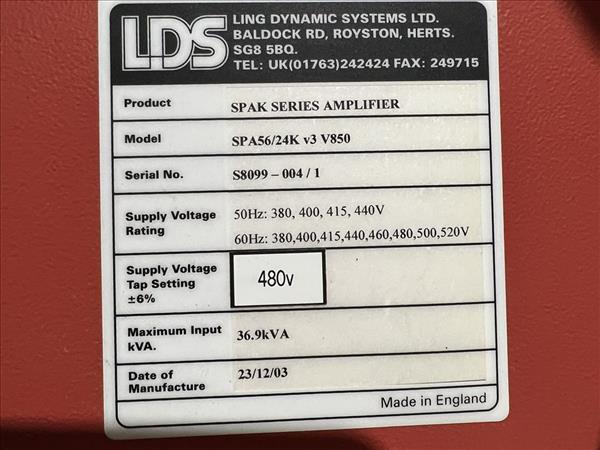 LDS
LING DYNAMIC SYSTEMS LTD.
BALDOCK RD, ROYSTON, HERTS.
SG8 5BQ.
TEL: UK(01763)242424 FAX: 249715
Product SPAK SERIES AMPLIFIER
Model SPA56/24K v3 V850
Serial No. S8099 – 004 / 1
Supply Voltage Rating 50Hz: 380, 400, 415, 440V
60Hz: 380,400,415,440,460,480,500,520V
Supply Voltage
Tap Setting 480v
±6%
Maximum Input 36.9kVA
kVA.
Date of
Manufacture 23/12/03
Made in England